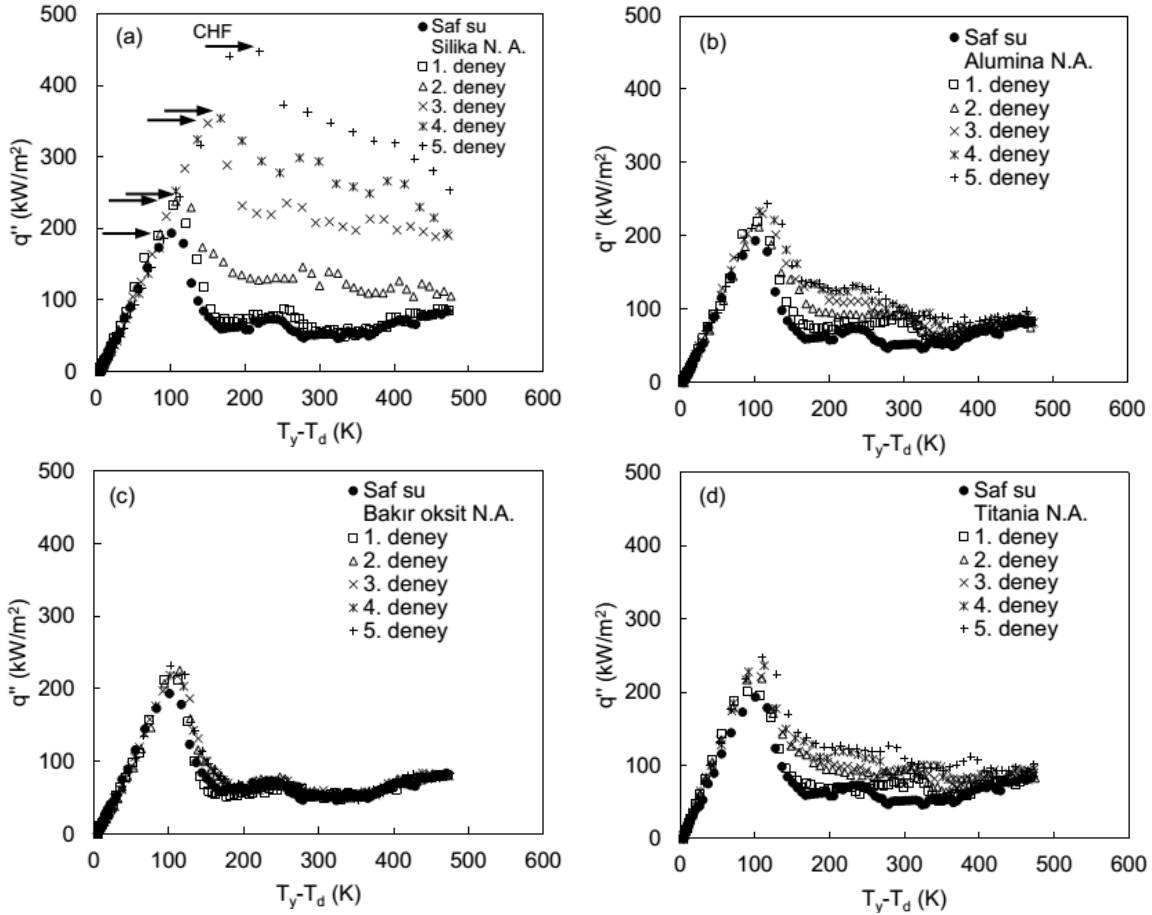 (a)
CHF
Saf su
Silika N. A.
1. deney
2. deney
3. deney
4. deney
5. deney
500
400
300
200
100
0
q" (kW/m²)
0 100 200 300 400 500 600
Ty-Td (K)
(b)
Saf su
Alumina N.A.
1. deney
2. deney
3. deney
4. deney
5. deney
500
400
300
200
100
0
q" (kW/m²)
0 100 200 300 400 500 600
Ty-Td (K)
(c)
Saf su
Bakır oksit N.A.
1. deney
2. deney
3. deney
4. deney
5. deney
500
400
300
200
100
0
q" (kW/m²)
0 100 200 300 400 500 600
Ty-Td (K)
(d)
Saf su
Titania N.A.
1. deney
2. deney
3. deney
4. deney
5. deney
500
400
300
200
100
0
q" (kW/m²)
0 100 200 300 400 500 600
Ty-Td (K)